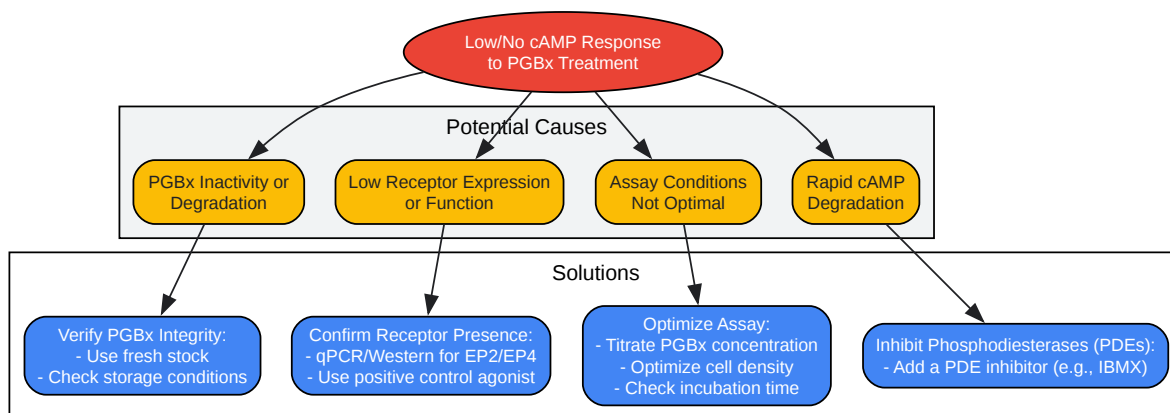 Low/No cAMP Response
to PGBx Treatment
Potential Causes
PGBx Inactivity or
Degradation
Low Receptor Expression
or Function
Assay Conditions
Not Optimal
Rapid cAMP
Degradation
Solutions
Verify PGBx Integrity:
- Use fresh stock
- Check storage conditions
Confirm Receptor Presence:
- qPCR/Western for EP2/EP4
- Use positive control agonist
Optimize Assay:
- Titrate PGBx concentration
- Optimize cell density
- Check incubation time
Inhibit Phosphodiesterases (PDEs):
- Add a PDE inhibitor (e.g., IBMX)